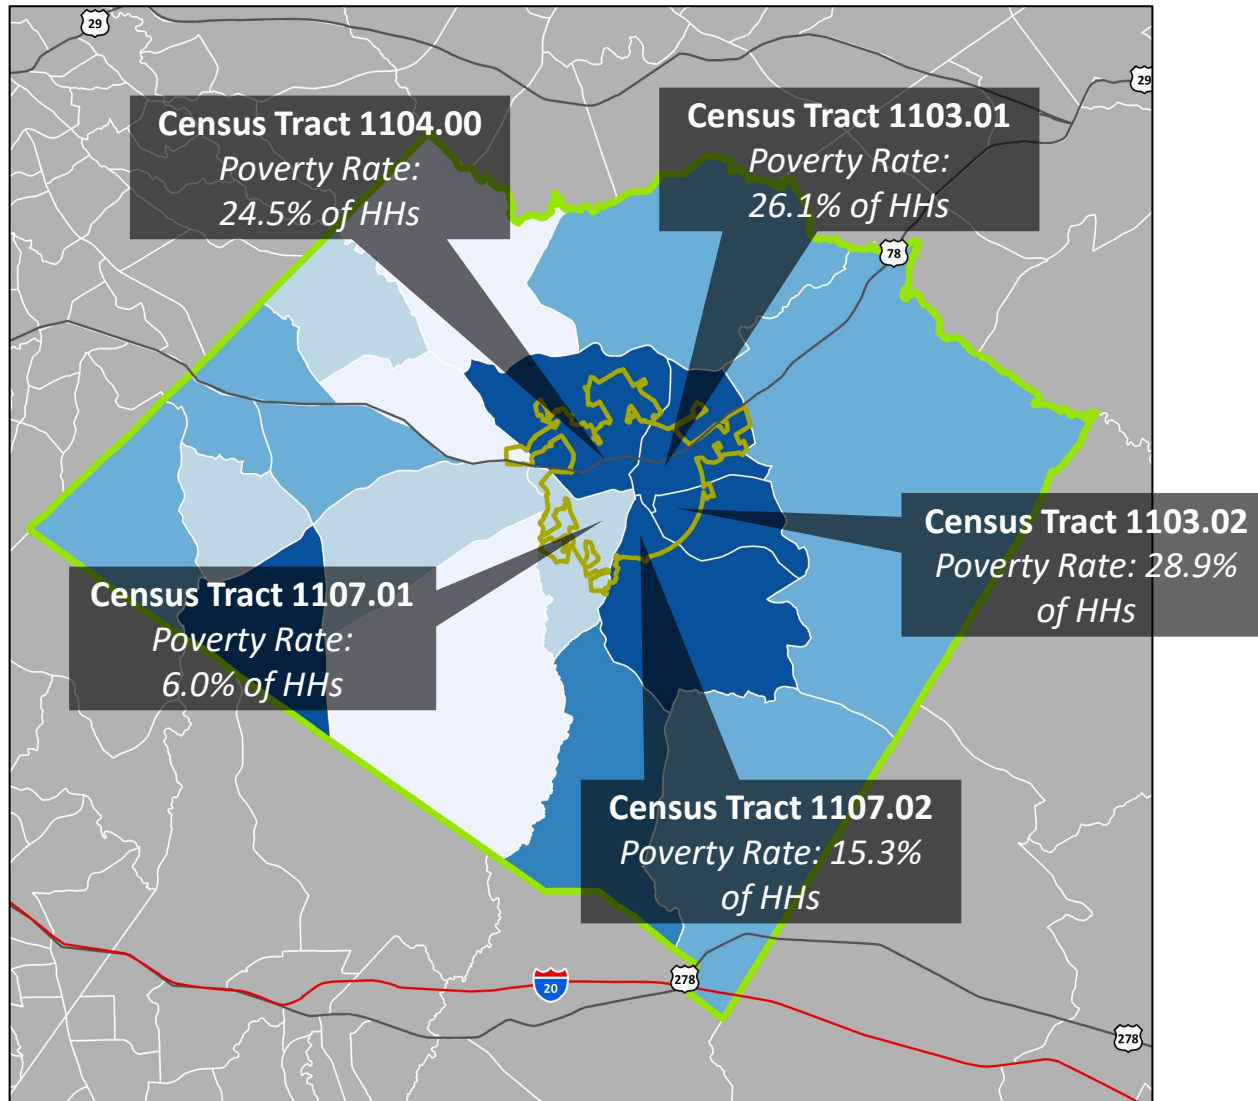 29
29
Census Tract 1104.00
Poverty Rate:
24.5% of HHs
Census Tract 1103.01
Poverty Rate:
26.1% of HHs
78
Census Tract 1103.02
Poverty Rate: 28.9%
of HHs
Census Tract 1107.01
Poverty Rate:
6.0% of HHs
Census Tract 1107.02
Poverty Rate: 15.3%
of HHs
20
278
278